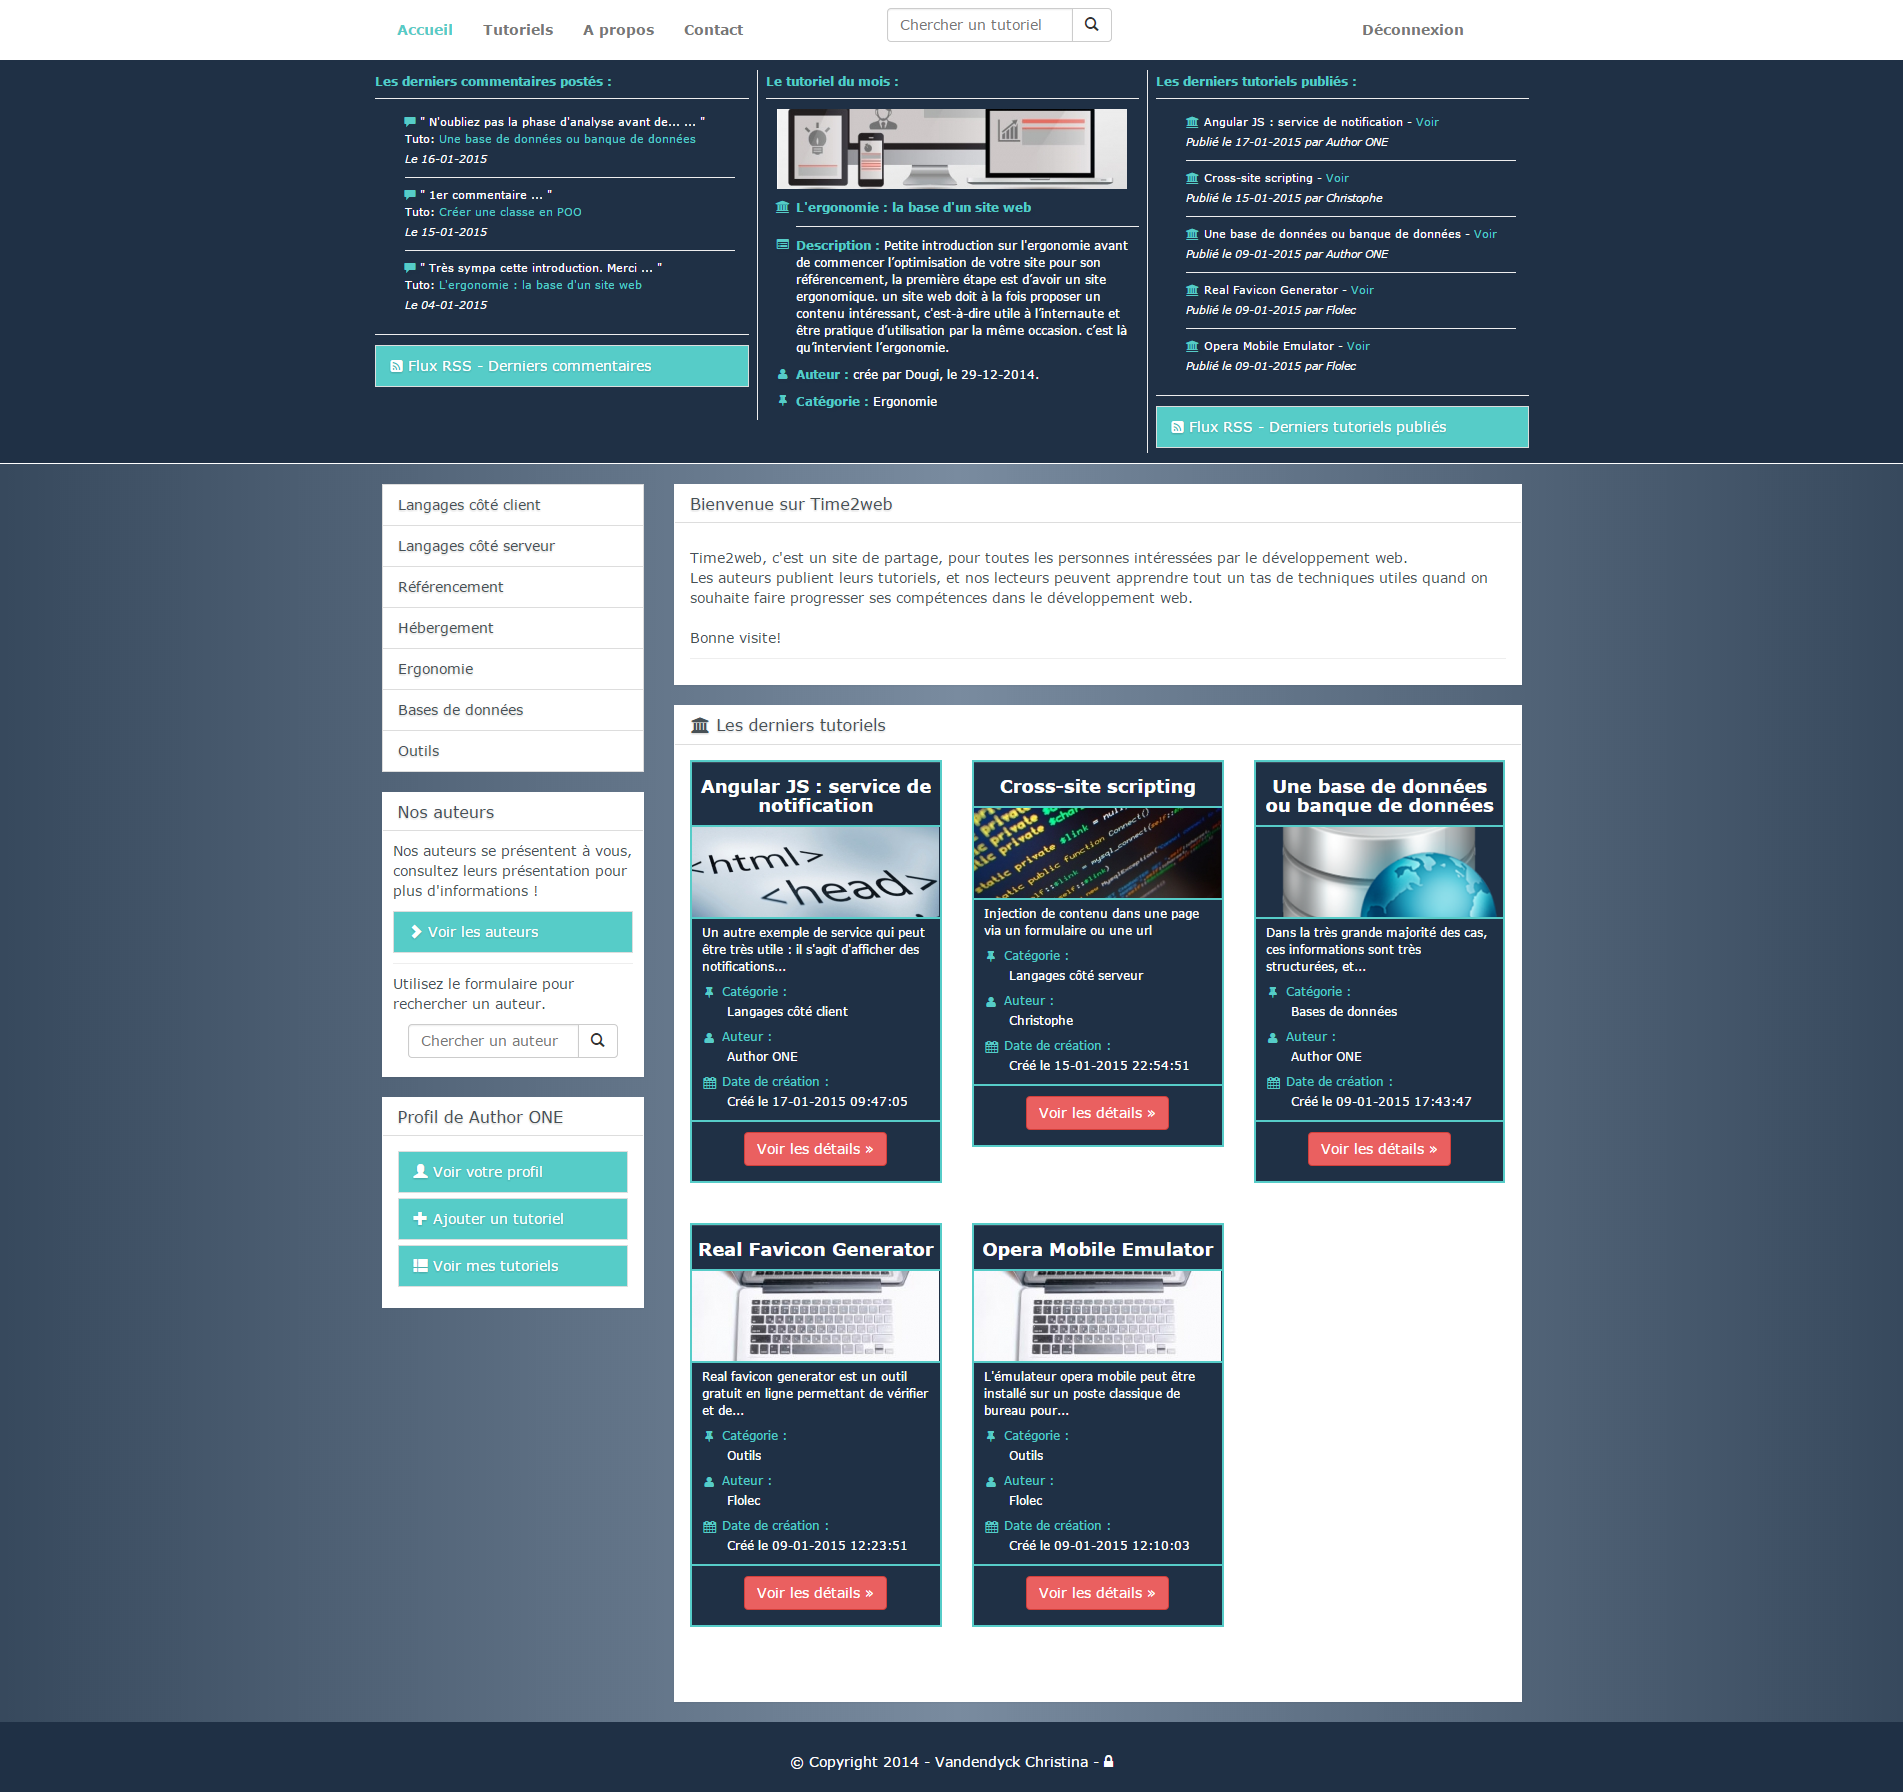 Accueil
Tutoriels
A propos
Contact
Chercher un tutoriel
Déconnexion
Les derniers commentaires postés :
" N'oubliez pas la phase d'analyse avant de... ... "
Tuto: Une base de données ou banque de données
Le 16-01-2015
" 1er commentaire ... "
Tuto: Créer une classe en POO
Le 15-01-2015
" Très sympa cette introduction. Merci ... "
Tuto: L'ergonomie : la base d'un site web
Le 04-01-2015
Flux RSS - Derniers commentaires
Le tutoriel du mois :
L'ergonomie : la base d'un site web
Description : Petite introduction sur l'ergonomie avant
de commencer l’optimisation de votre site pour son
référencement, la première étape est d’avoir un site
ergonomique. un site web doit à la fois proposer un
contenu intéressant, c'est-à-dire utile à l’internaute et
être pratique d’utilisation par la même occasion. c’est là
qu’intervient l’ergonomie.
Auteur : crée par Dougi, le 29-12-2014.
Catégorie : Ergonomie
Les derniers tutoriels publiés :
Angular JS : service de notification - Voir
Publié le 17-01-2015 par Author ONE
Cross-site scripting - Voir
Publié le 15-01-2015 par Christophe
Une base de données ou banque de données - Voir
Publié le 09-01-2015 par Author ONE
Real Favicon Generator - Voir
Publié le 09-01-2015 par Flolec
Opera Mobile Emulator - Voir
Publié le 09-01-2015 par Flolec
Flux RSS - Derniers tutoriels publiés
Langages côté client
Langages côté serveur
Référencement
Hébergement
Ergonomie
Bases de données
Outils
Nos auteurs
Nos auteurs se présentent à vous,
consultez leurs présentation pour
plus d'informations !
Voir les auteurs
Utilisez le formulaire pour
rechercher un auteur.
Chercher un auteur
Profil de Author ONE
Voir votre profil
Ajouter un tutoriel
Voir mes tutoriels
Bienvenue sur Time2web
Time2web, c'est un site de partage, pour toutes les personnes intéressées par le développement web.
Les auteurs publient leurs tutoriels, et nos lecteurs peuvent apprendre tout un tas de techniques utiles quand on
souhaite faire progresser ses compétences dans le développement web.
Bonne visite!
Les derniers tutoriels
Angular JS : service de
notification
<html>
<head>
Un autre exemple de service qui peut
être très utile : il s'agit d'afficher des
notifications...
Catégorie :
Langages côté client
Auteur :
Author ONE
Date de création :
Créé le 17-01-2015 09:47:05
Voir les détails »
Cross-site scripting
private static $link = null
static public function Connect()
Injection de contenu dans une page
via un formulaire ou une url
Catégorie :
Langages côté serveur
Auteur :
Christophe
Date de création :
Créé le 15-01-2015 22:54:51
Voir les détails »
Une base de données
ou banque de données
Dans la très grande majorité des cas,
ces informations sont très
structurées, et...
Catégorie :
Bases de données
Auteur :
Author ONE
Date de création :
Créé le 09-01-2015 17:43:47
Voir les détails »
Real Favicon Generator
Real favicon generator est un outil
gratuit en ligne permettant de vérifier
et de...
Catégorie :
Outils
Auteur :
Flolec
Date de création :
Créé le 09-01-2015 12:23:51
Voir les détails »
Opera Mobile Emulator
L'émulateur opera mobile peut être
installé sur un poste classique de
bureau pour...
Catégorie :
Outils
Auteur :
Flolec
Date de création :
Créé le 09-01-2015 12:10:03
Voir les détails »
© Copyright 2014 - Vandendyck Christina -